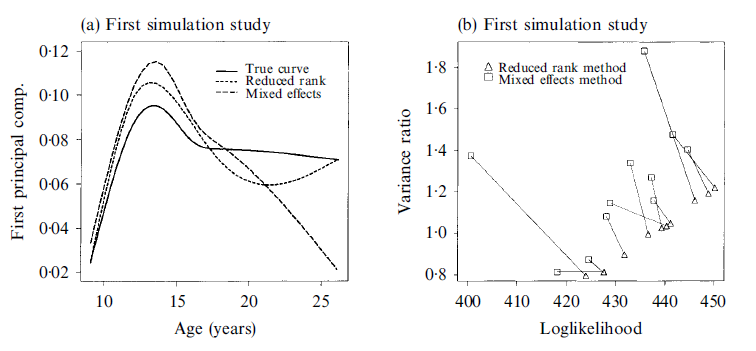 (a) First simulation study
0·12
0·10
0·08
0·06
0·04
0·02
First principal comp.
True curve
Reduced rank
Mixed effects
10
15
20
25
Age (years)
(b) First simulation study
1·8
1·6
1·4
1·2
1·0
0·8
Variance ratio
Reduced rank method
Mixed effects method
400
410
420
430
440
450
Loglikelihood